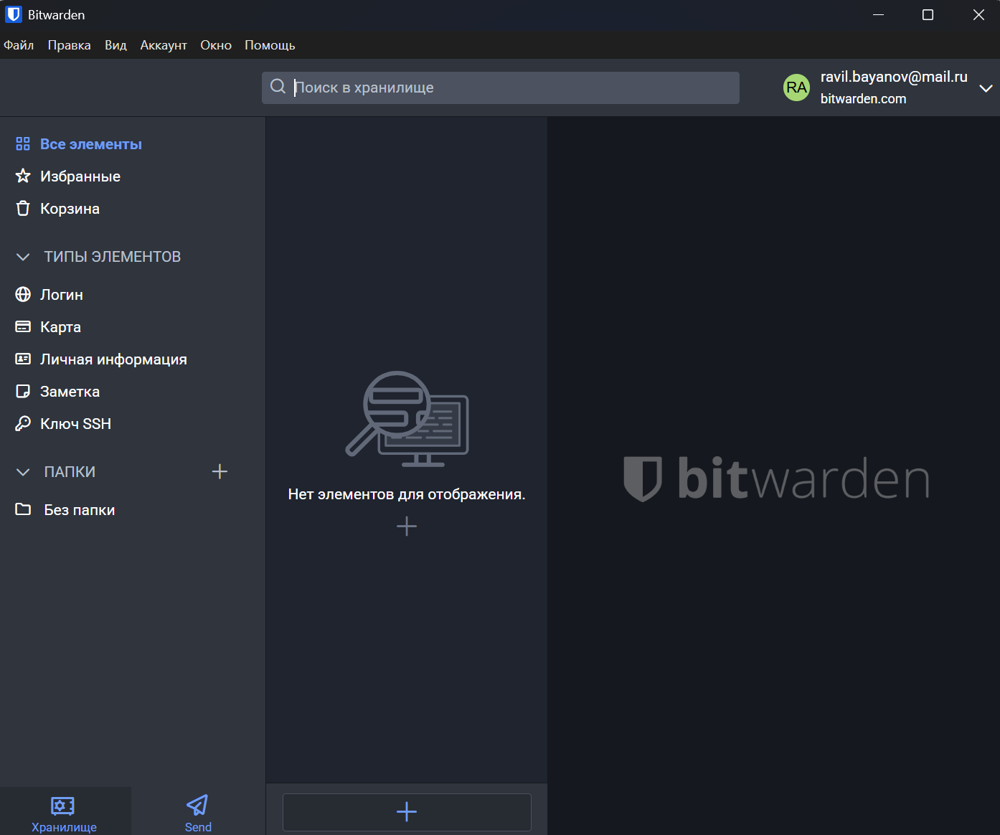 Bitwarden
Файл Правка Вид Аккаунт Окно Помощь
Поиск в хранилище
RA
ravil.bayanov@mail.ru
bitwarden.com
Все элементы
Избранные
Корзина
ТИПЫ ЭЛЕМЕНТОВ
Логин
Карта
Личная информация
Заметка
Ключ SSH
ПАПКИ
Без папки
Нет элементов для отображения.
bitwarden
Хранилище
Send